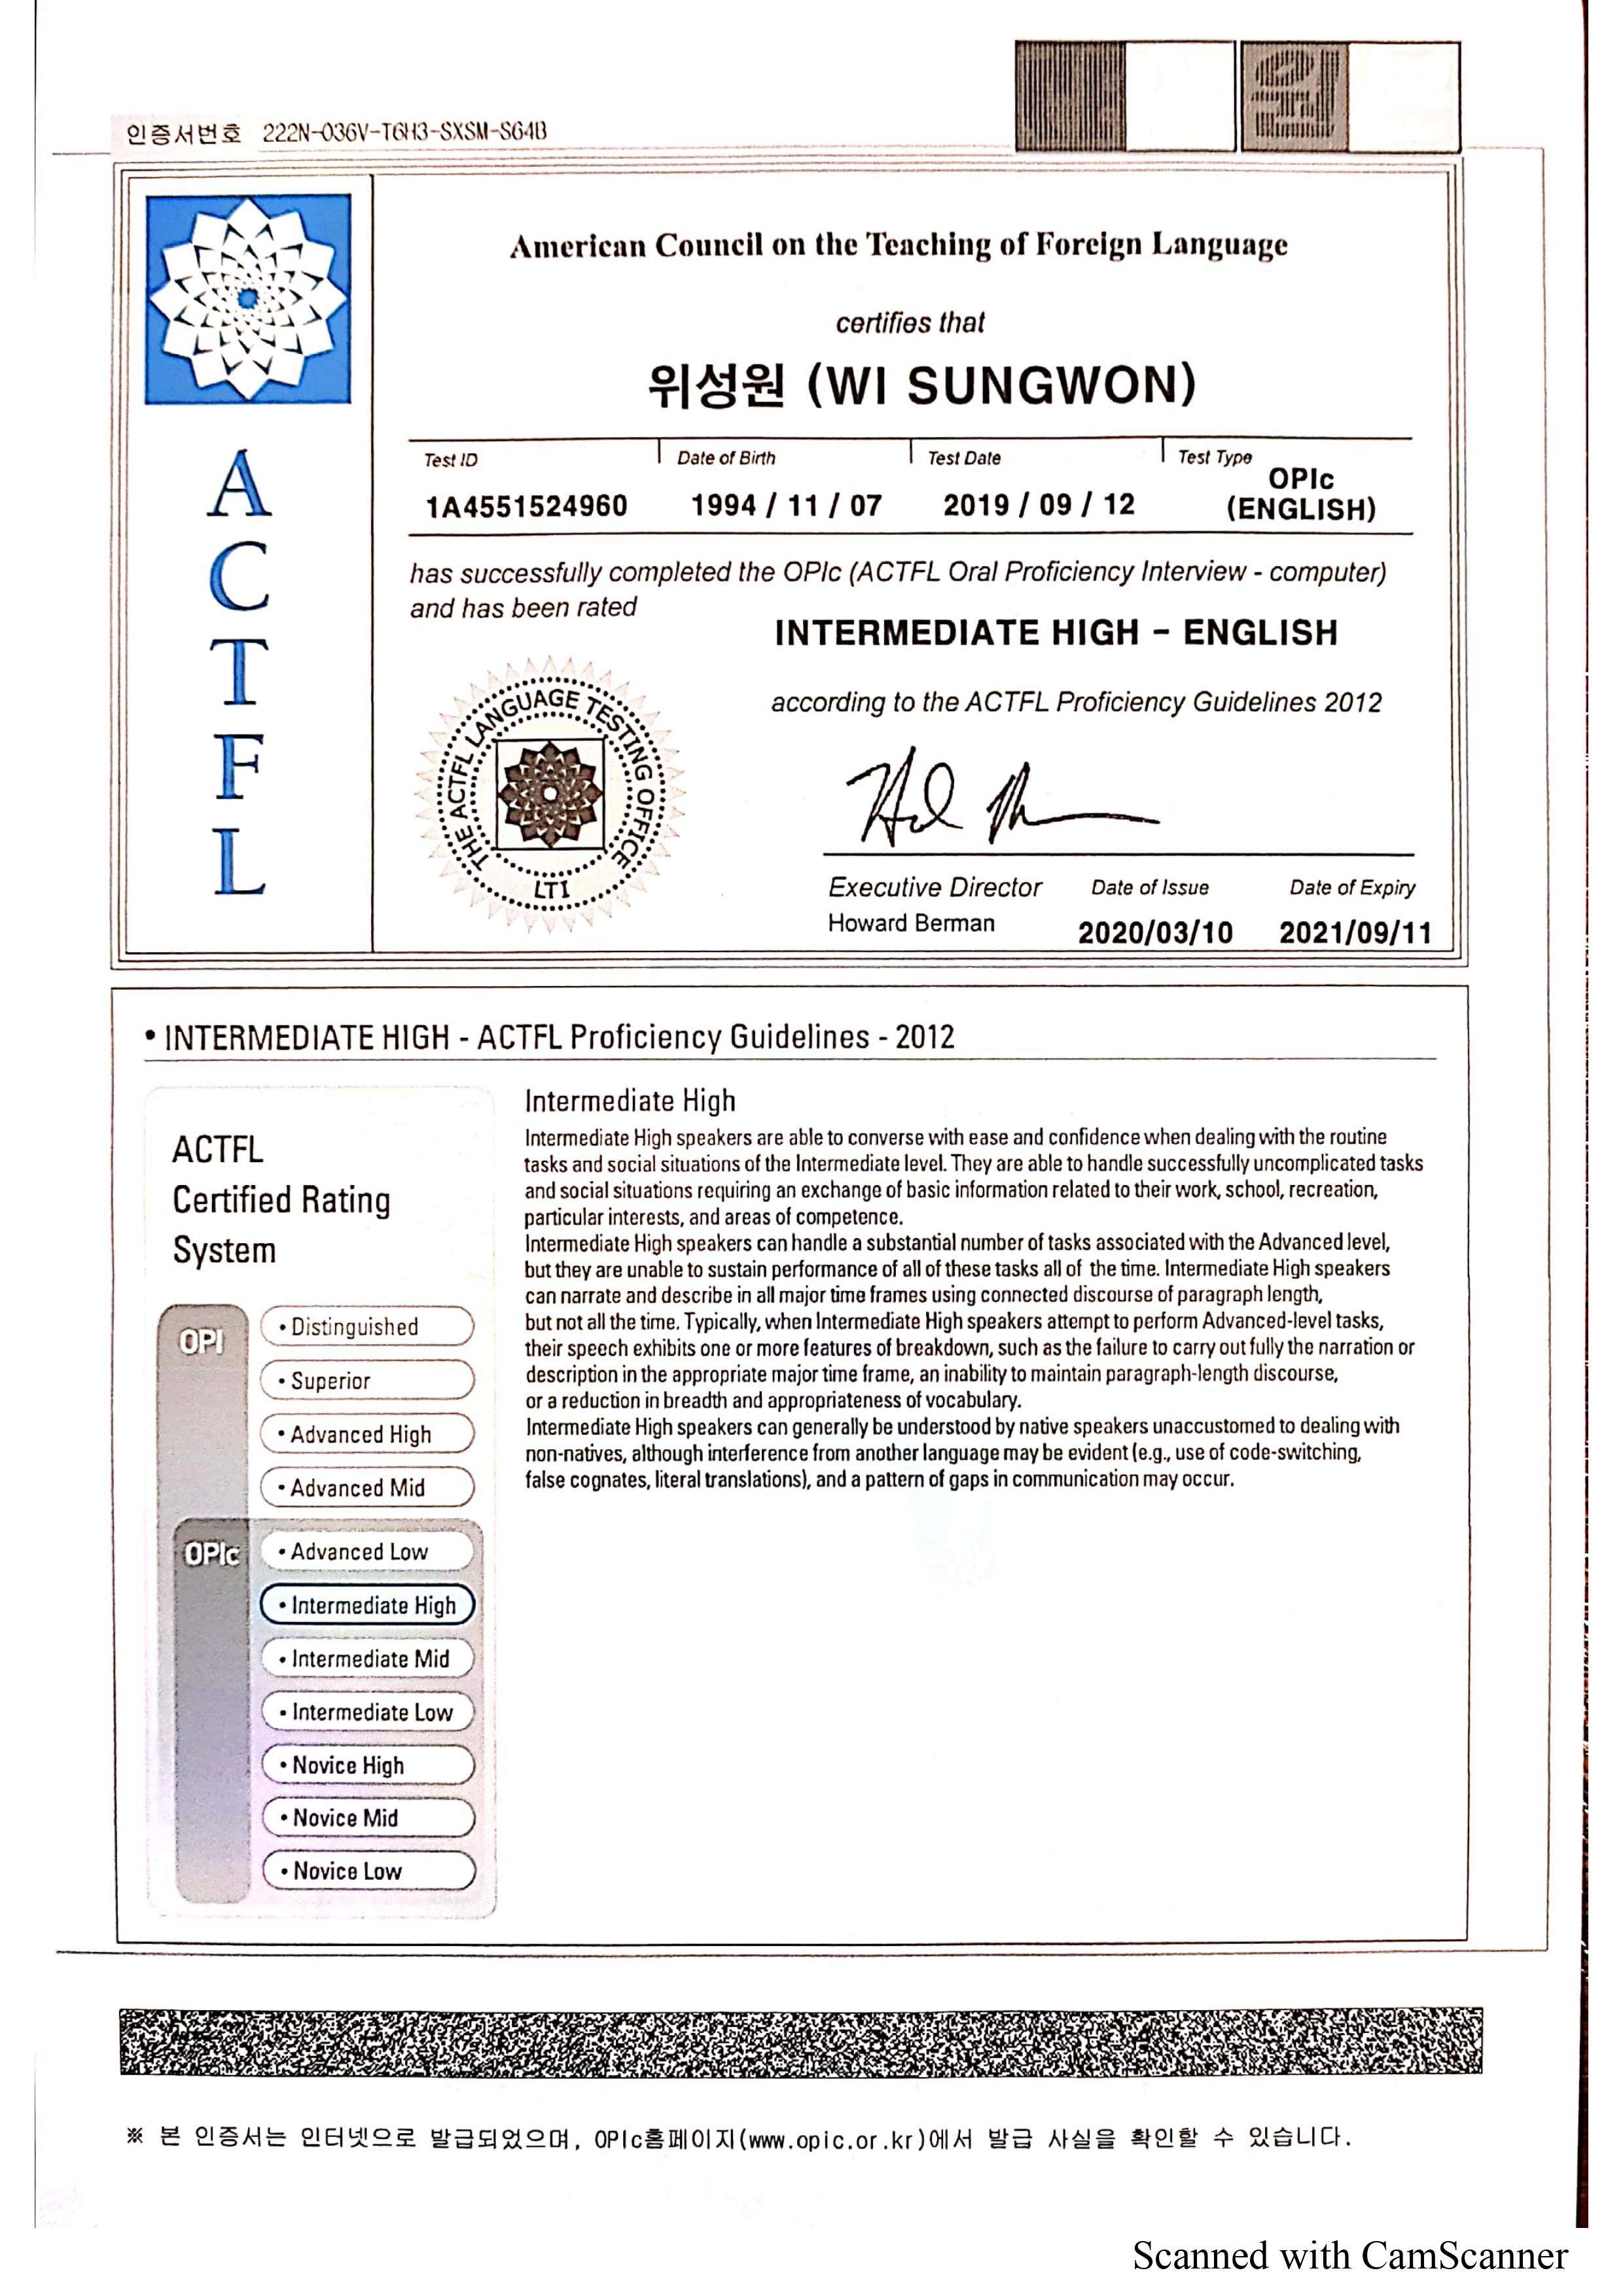 인증서번호 222N-036V-T6H3-SXSM-S64B
American Council on the Teaching of Foreign Language
certifies that
위성원 (WI SUNGWON)
Test ID
Date of Birth
Test Date
Test Type
1A4551524960
1994 / 11 / 07
2019 / 09 / 12
OPIc
(ENGLISH)
has successfully completed the OPIc (ACTFL Oral Proficiency Interview - computer)
and has been rated
INTERMEDIATE HIGH - ENGLISH
according to the ACTFL Proficiency Guidelines 2012
A
C
T
F
L
THE ACTFL LANGUAGE TESTING OFFICE
LTI
Executive Director
Howard Berman
Date of Issue
2020/03/10
Date of Expiry
2021/09/11
• INTERMEDIATE HIGH - ACTFL Proficiency Guidelines - 2012
ACTFL
Certified Rating
System
OPI
• Distinguished
• Superior
• Advanced High
• Advanced Mid
OPIc
• Advanced Low
• Intermediate High
• Intermediate Mid
• Intermediate Low
• Novice High
• Novice Mid
• Novice Low
Intermediate High
Intermediate High speakers are able to converse with ease and confidence when dealing with the routine
tasks and social situations of the Intermediate level. They are able to handle successfully uncomplicated tasks
and social situations requiring an exchange of basic information related to their work, school, recreation,
particular interests, and areas of competence.
Intermediate High speakers can handle a substantial number of tasks associated with the Advanced level,
but they are unable to sustain performance of all of these tasks all of the time. Intermediate High speakers
can narrate and describe in all major time frames using connected discourse of paragraph length,
but not all the time. Typically, when Intermediate High speakers attempt to perform Advanced-level tasks,
their speech exhibits one or more features of breakdown, such as the failure to carry out fully the narration or
description in the appropriate major time frame, an inability to maintain paragraph-length discourse,
or a reduction in breadth and appropriateness of vocabulary.
Intermediate High speakers can generally be understood by native speakers unaccustomed to dealing with
non-natives, although interference from another language may be evident (e.g., use of code-switching,
false cognates, literal translations), and a pattern of gaps in communication may occur.
※ 본 인증서는 인터넷으로 발급되었으며, OPIc홈페이지(www.opic.or.kr)에서 발급 사실을 확인할 수 있습니다.
Scanned with CamScanner